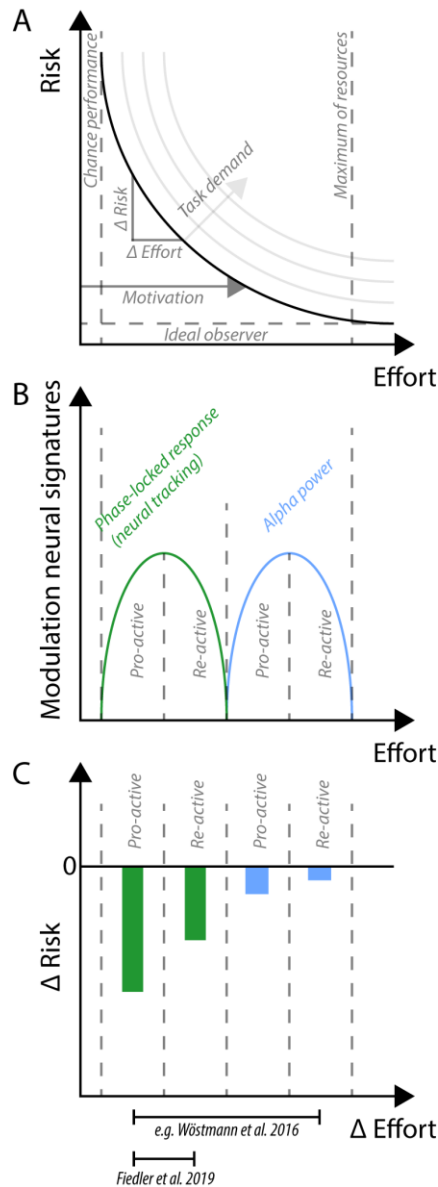 A
Risk
Chance performance
Maximum of resources
Task demand
Δ Risk
Δ Effort
Motivation
Ideal observer
Effort
B
Modulation neural signatures
Phase-locked response
(neural tracking)
Alpha power
Pro-active
Re-active
Pro-active
Re-active
Effort
C
Pro-active
Re-active
Pro-active
Re-active
0
Δ Risk
Δ Effort
e.g. Wöstmann et al. 2016
Fiedler et al. 2019